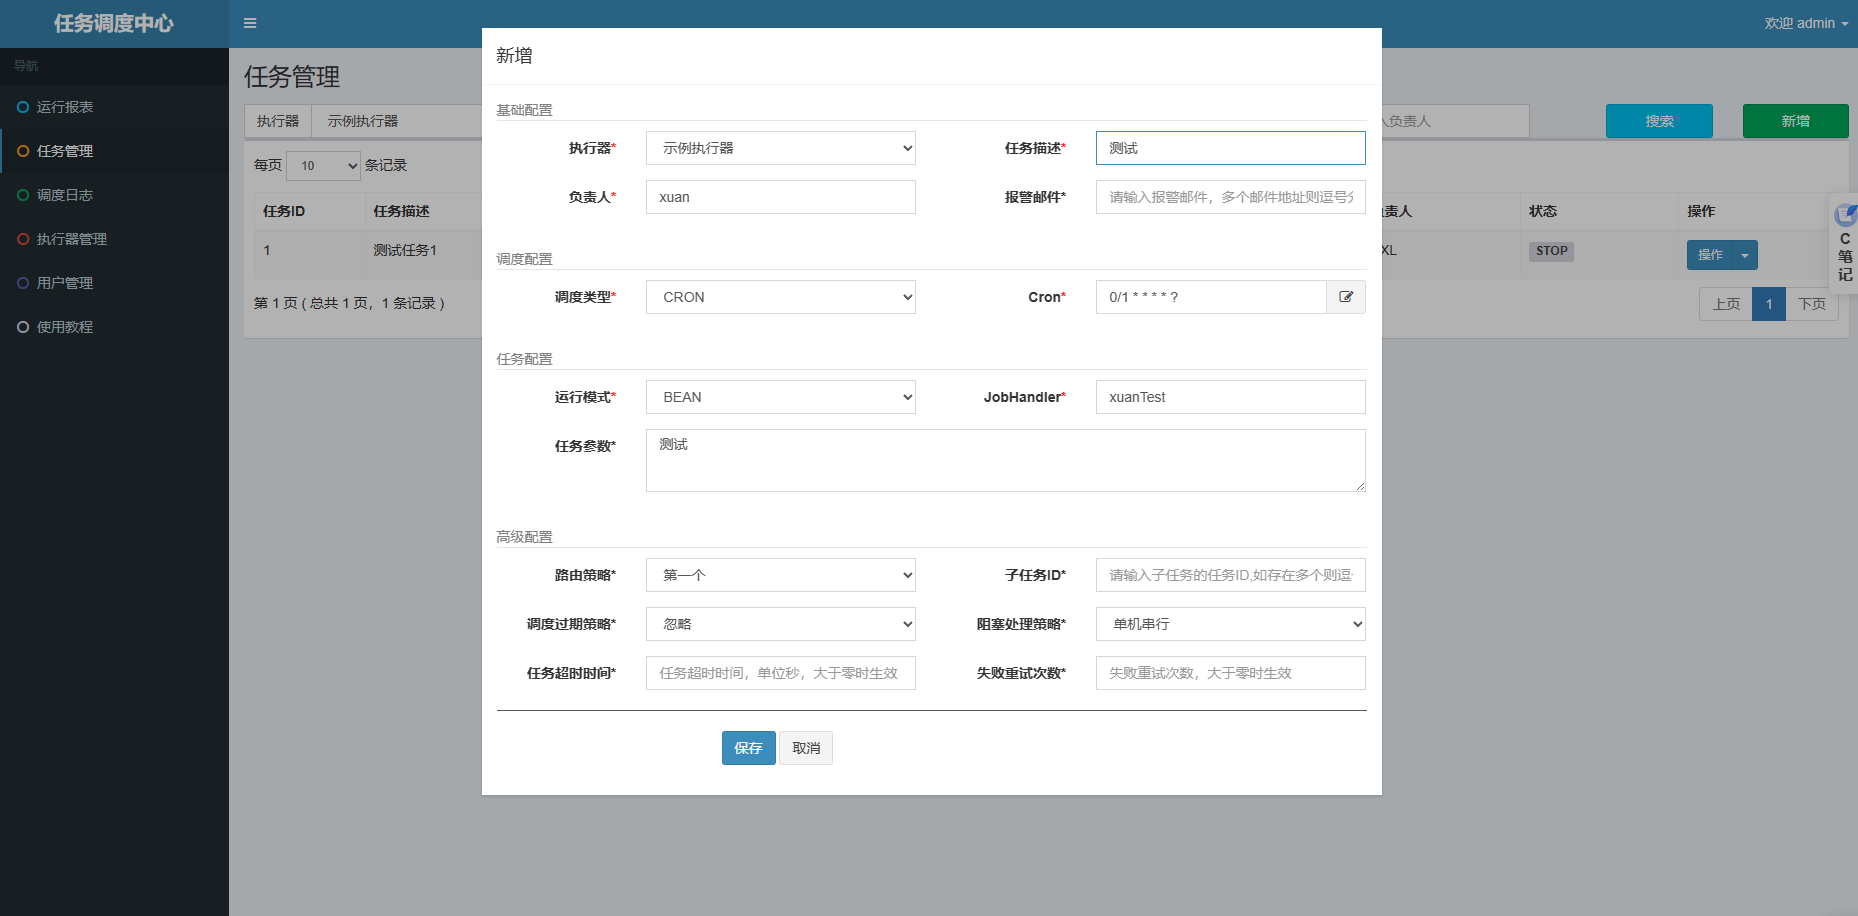 任务调度中心
欢迎 admin
导航
运行报表
任务管理
调度日志
执行器管理
用户管理
使用教程
任务管理
执行器 示例执行器
负责人 搜索 新增
每页 10 条记录
任务ID 任务描述 责人 状态 操作
1 测试任务1 XL STOP 操作
第 1 页 ( 总共 1 页，1 条记录 )
上页 1 下页
C
笔
记
新增
基础配置
执行器* 示例执行器 任务描述* 测试
负责人* xuan 报警邮件* 请输入报警邮件，多个邮件地址则逗号
调度配置
调度类型* CRON Cron* 0/1 * * * * ?
任务配置
运行模式* BEAN JobHandler* xuanTest
任务参数* 测试
高级配置
路由策略* 第一个 子任务ID* 请输入子任务的任务ID,如存在多个则逗
调度过期策略* 忽略 阻塞处理策略* 单机串行
任务超时时间* 任务超时时间，单位秒，大于零时生效 失败重试次数* 失败重试次数，大于零时生效
保存 取消